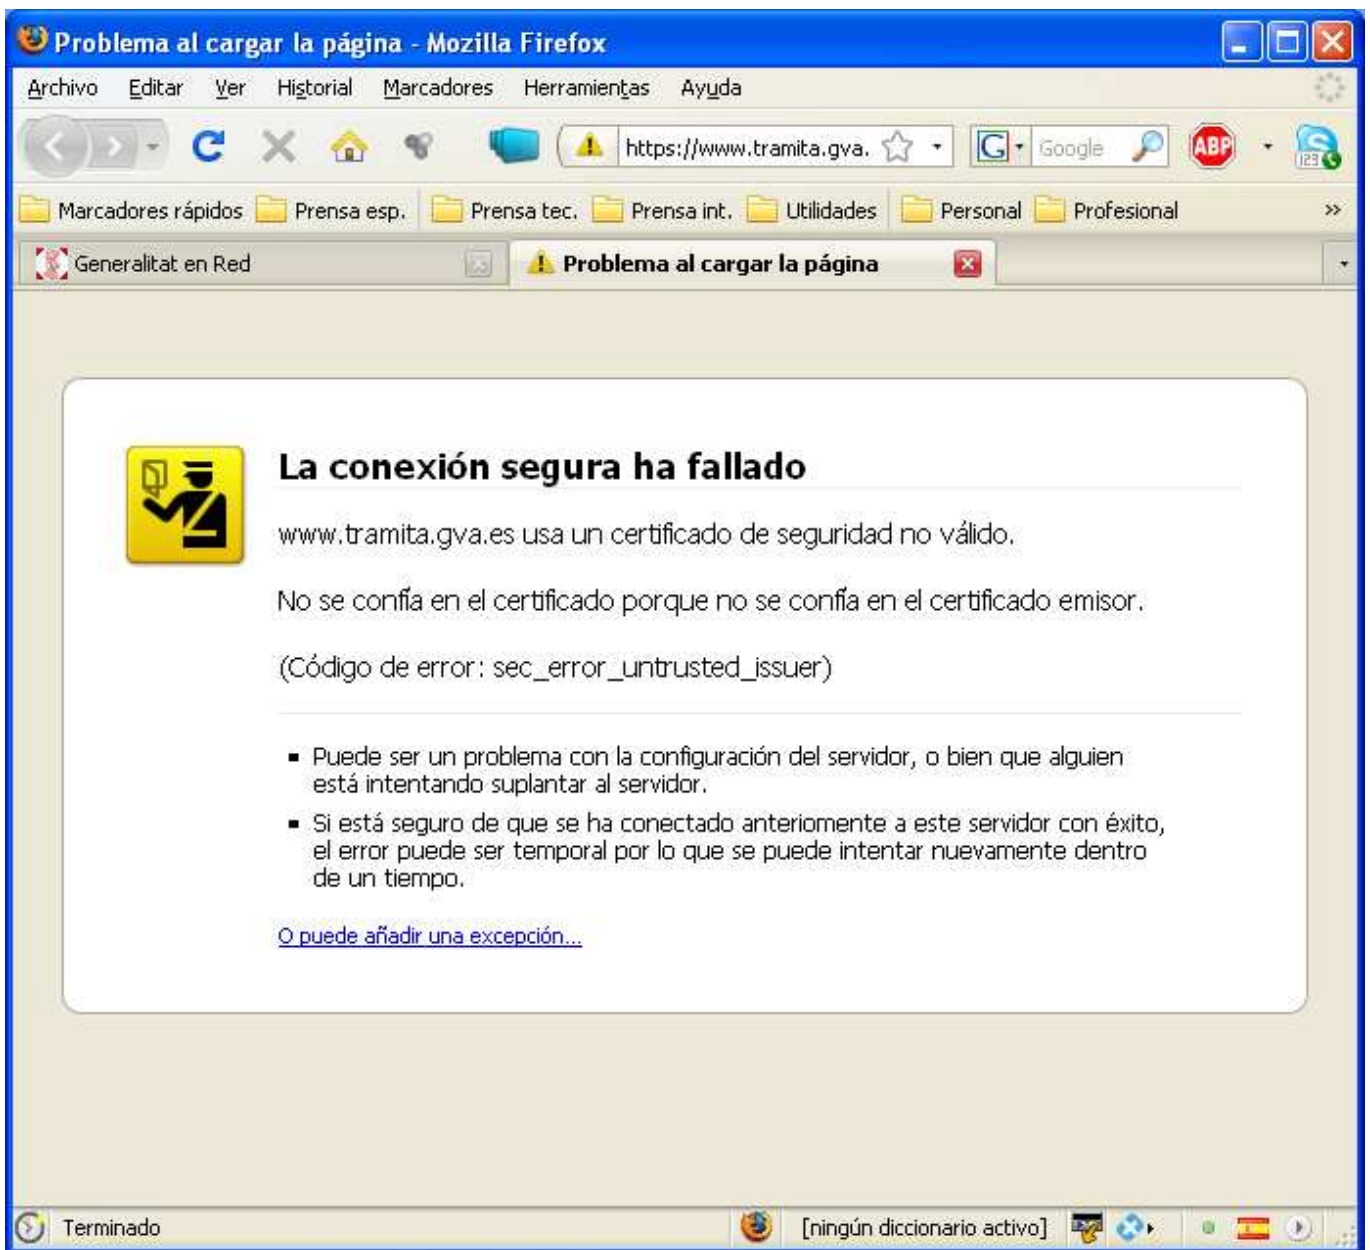 Problema al cargar la página - Mozilla Firefox
Archivo Editar Ver Historial Marcadores Herramientas Ayuda
https://www.tramita.gva. G Google ABP 123
Marcadores rápidos Prensa esp. Prensa tec. Prensa int. Utilidades Personal Profesional »
Generalitat en Red Problema al cargar la página
La conexión segura ha fallado
www.tramita.gva.es usa un certificado de seguridad no válido.
No se confía en el certificado porque no se confía en el certificado emisor.
(Código de error: sec_error_untrusted_issuer)
Puede ser un problema con la configuración del servidor, o bien que alguien
está intentando suplantar al servidor.
Si está seguro de que se ha conectado anteriomente a este servidor con éxito,
el error puede ser temporal por lo que se puede intentar nuevamente dentro
de un tiempo.
O puede añadir una excepción...
Terminado [ningún diccionario activo]